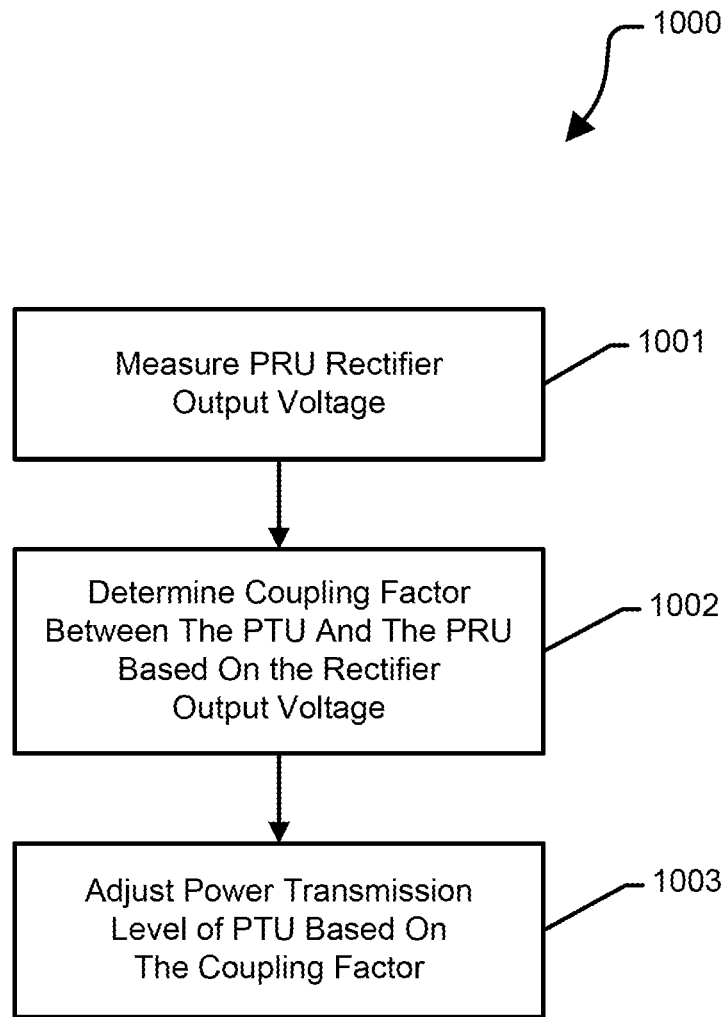 1000
Measure PRU Rectifier
Output Voltage
1001
Determine Coupling Factor
Between The PTU And The PRU
Based On the Rectifier
Output Voltage
1002
Adjust Power Transmission
Level of PTU Based On
The Coupling Factor
1003